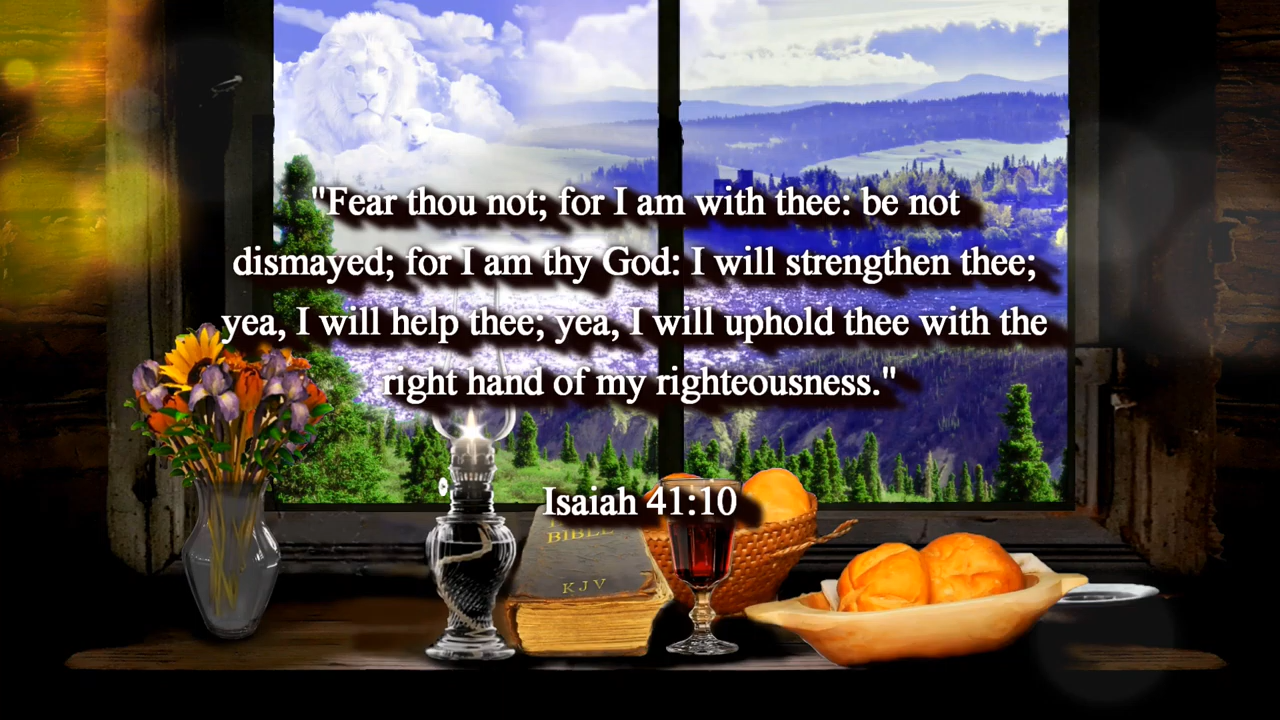 "Fear thou not; for I am with thee: be not
dismayed; for I am thy God: I will strengthen thee;
yea, I will help thee; yea, I will uphold thee with the
right hand of my righteousness."
Isaiah 41:10
BIBLE
KJV